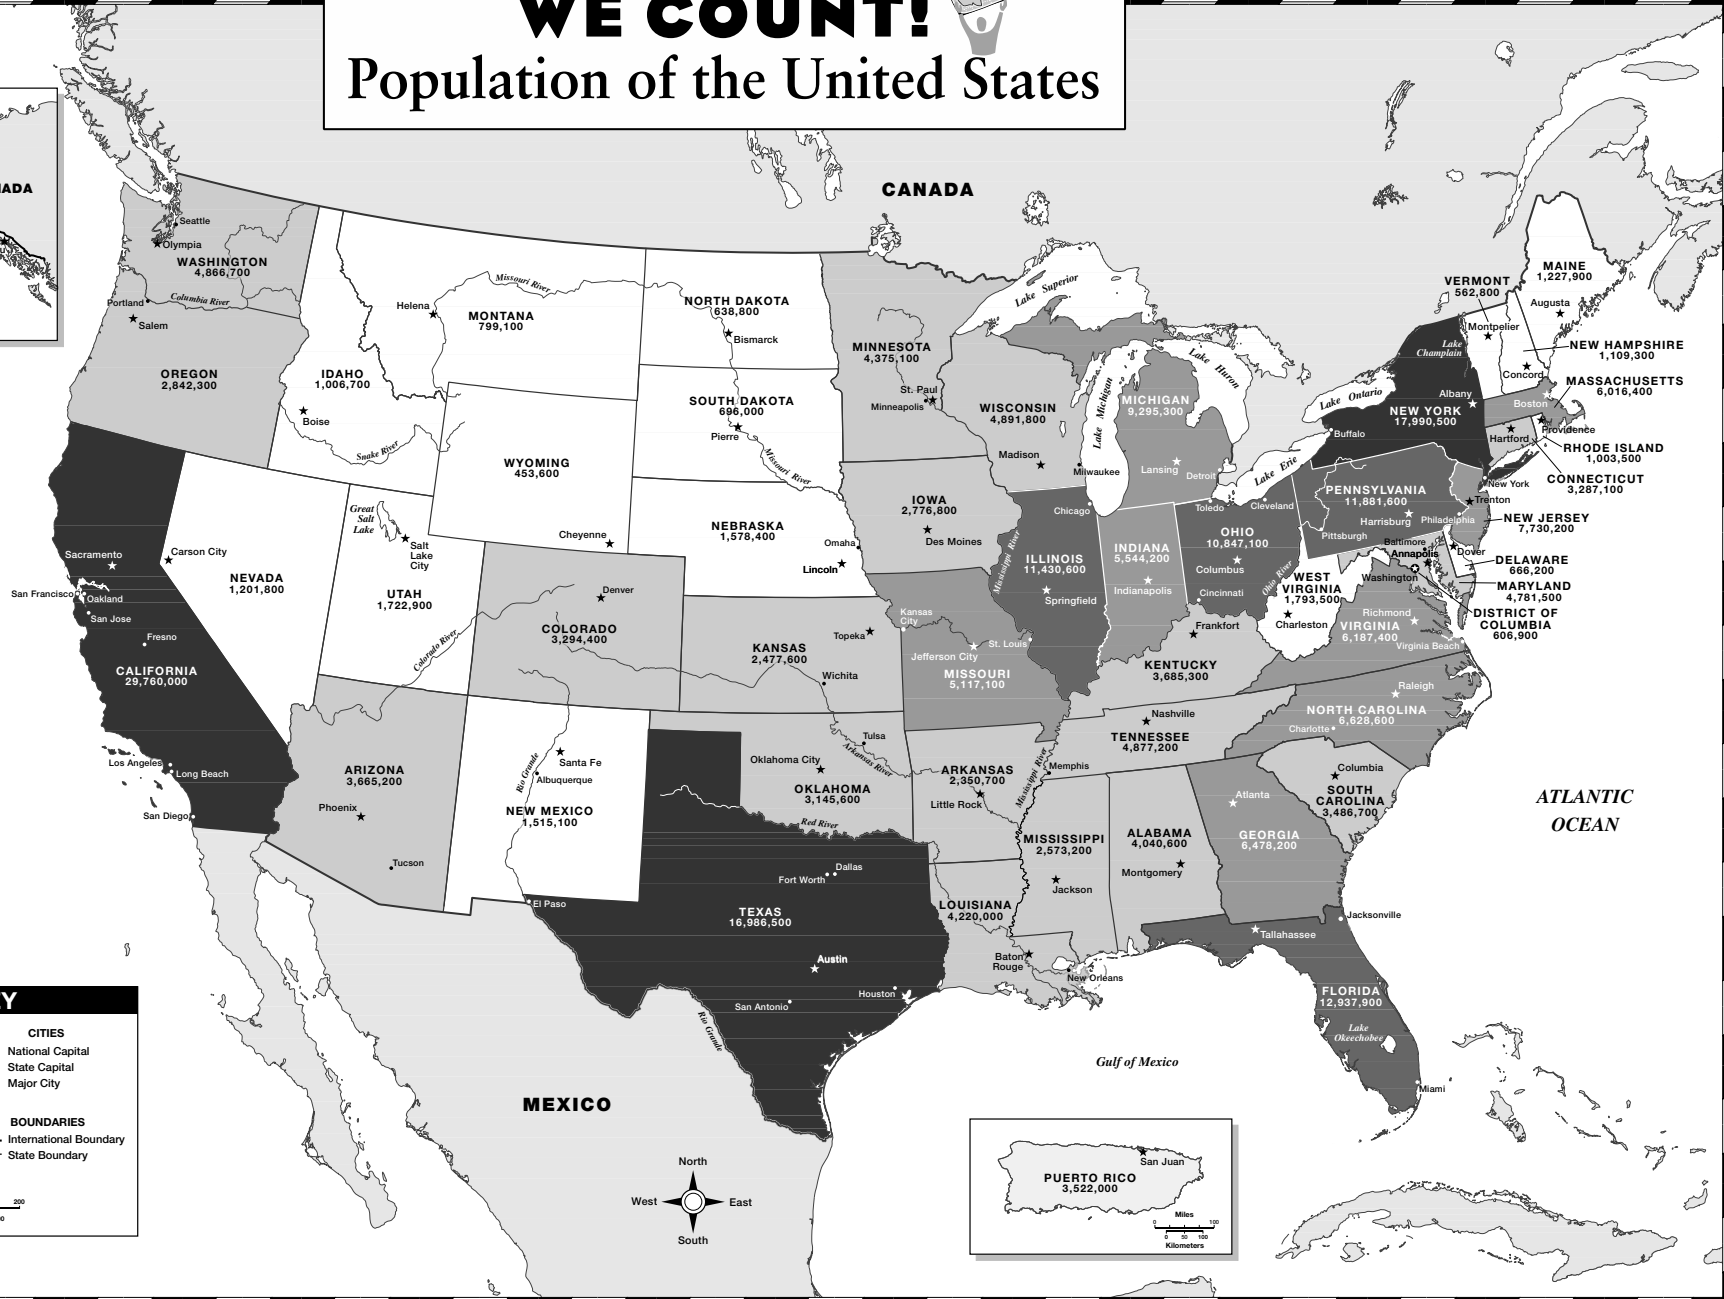 WE COUNT!
Population of the United States
CANADA
Seattle
Olympia
WASHINGTON
4,866,700
Columbia River
Portland
Salem
OREGON
2,842,300
IDAHO
1,006,700
Boise
Snake River
Helena
MONTANA
799,100
Missouri River
NORTH DAKOTA
638,800
Bismarck
SOUTH DAKOTA
696,000
Pierre
Missouri River
MINNESOTA
4,375,100
St. Paul
Minneapolis
WISCONSIN
4,891,800
Madison
Milwaukee
Lake Superior
Lake Michigan
Lake Huron
MICHIGAN
9,295,300
Lansing
Detroit
Lake Erie
Lake Ontario
Lake
Champlain
VERMONT
562,800
Montpelier
MAINE
1,227,900
Augusta
NEW HAMPSHIRE
1,109,300
Concord
MASSACHUSETTS
6,016,400
Boston
Albany
NEW YORK
17,990,500
Buffalo
New York
Providence
Hartford
RHODE ISLAND
1,003,500
CONNECTICUT
3,287,100
PENNSYLVANIA
11,881,600
Harrisburg
Philadelphia
Pittsburgh
Trenton
NEW JERSEY
7,730,200
Dover
DELAWARE
666,200
Baltimore
Annapolis
MARYLAND
4,781,500
Washington
DISTRICT OF
COLUMBIA
606,900
WYOMING
453,600
Cheyenne
NEBRASKA
1,578,400
Omaha
Lincoln
IOWA
2,776,800
Des Moines
Chicago
ILLINOIS
11,430,600
Springfield
Mississippi River
INDIANA
5,544,200
Indianapolis
Toledo
Cleveland
OHIO
10,847,100
Columbus
Cincinnati
Ohio River
WEST
VIRGINIA
1,793,500
Charleston
Richmond
VIRGINIA
6,187,400
Virginia Beach
Sacramento
San Francisco
Oakland
San Jose
Fresno
CALIFORNIA
29,760,000
Los Angeles
Long Beach
San Diego
Carson City
NEVADA
1,201,800
Great
Salt
Lake
Salt
Lake
City
UTAH
1,722,900
Colorado River
Denver
COLORADO
3,294,400
KANSAS
2,477,600
Topeka
Wichita
Kansas
City
Jefferson City
St. Louis
MISSOURI
5,117,100
Frankfort
KENTUCKY
3,685,300
Nashville
TENNESSEE
4,877,200
Memphis
Raleigh
NORTH CAROLINA
6,628,600
Charlotte
Columbia
SOUTH
CAROLINA
3,486,700
ARIZONA
3,665,200
Phoenix
Tucson
Rio Grande
Santa Fe
Albuquerque
NEW MEXICO
1,515,100
Tulsa
Oklahoma City
OKLAHOMA
3,145,600
Arkansas River
Red River
ARKANSAS
2,350,700
Little Rock
Mississippi River
MISSISSIPPI
2,573,200
Jackson
ALABAMA
4,040,600
Montgomery
Atlanta
GEORGIA
6,478,200
ATLANTIC
OCEAN
El Paso
Fort Worth
Dallas
TEXAS
16,986,500
Austin
San Antonio
Houston
Rio Grande
LOUISIANA
4,220,000
Baton
Rouge
New Orleans
Jacksonville
Tallahassee
FLORIDA
12,937,900
Lake
Okeechobee
Miami
Gulf of Mexico
MEXICO
CITIES
National Capital
State Capital
Major City
BOUNDARIES
International Boundary
State Boundary
200
North
West
East
South
San Juan
PUERTO RICO
3,522,000
Miles
0 100
0 50 100
Kilometers